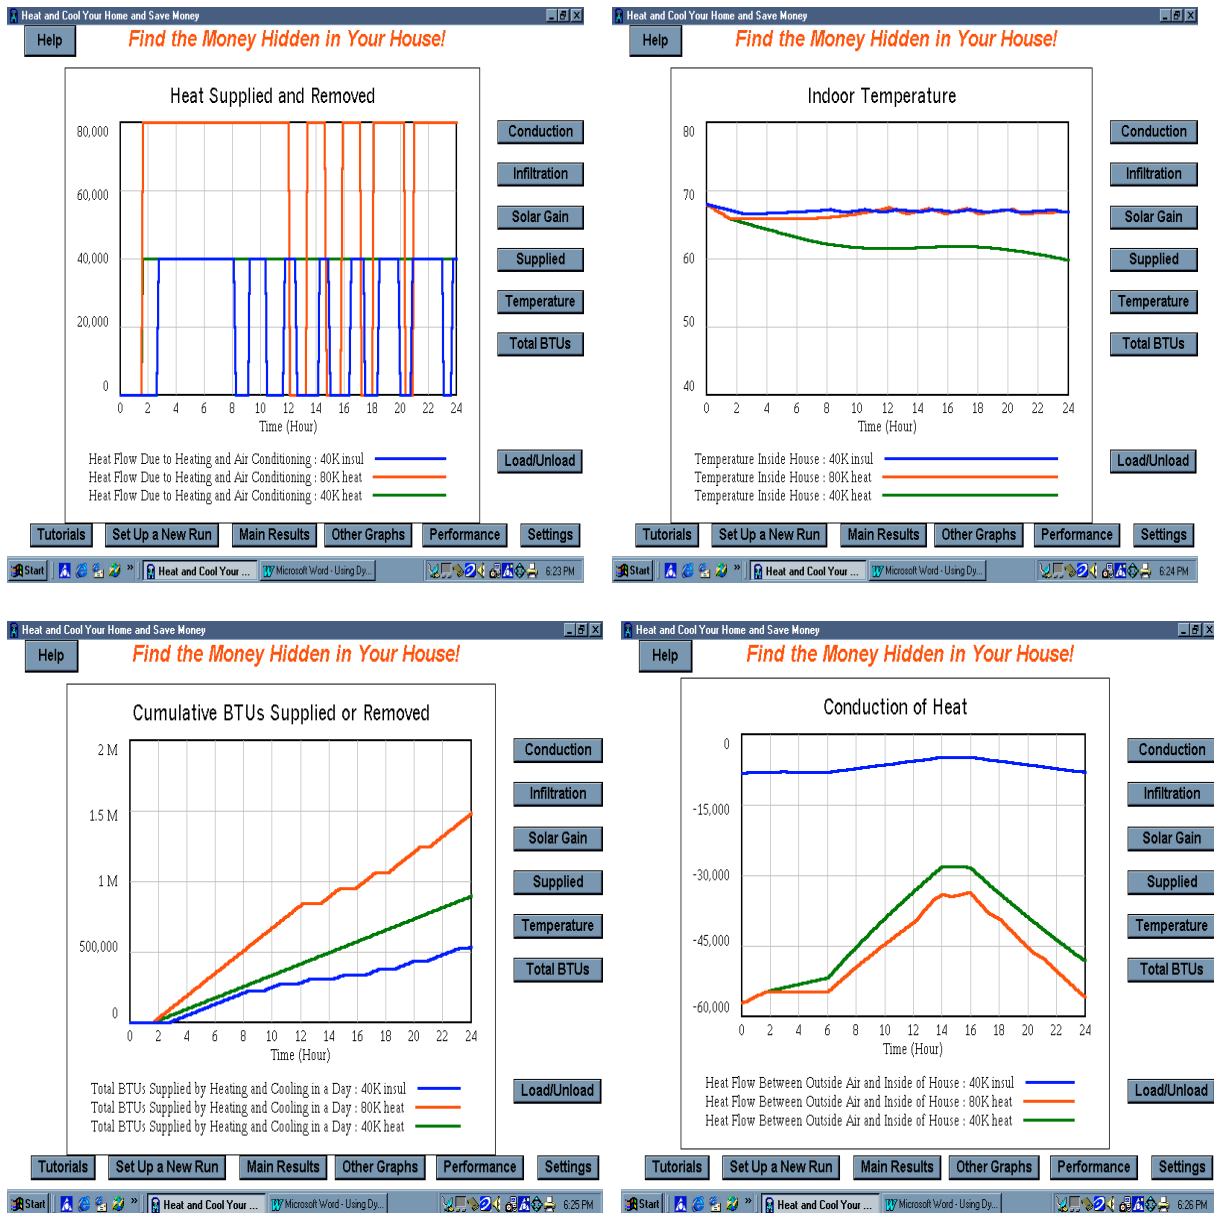 Heat and Cool Your Home and Save Money
Help
Find the Money Hidden in Your House!
Heat Supplied and Removed
80,000
60,000
40,000
20,000
0
0 2 4 6 8 10 12 14 16 18 20 22 24
Time (Hour)
Heat Flow Due to Heating and Air Conditioning : 40K insul
Heat Flow Due to Heating and Air Conditioning : 80K heat
Heat Flow Due to Heating and Air Conditioning : 40K heat
Conduction
Infiltration
Solar Gain
Supplied
Temperature
Total BTUs
Load/Unload
Tutorials Set Up a New Run Main Results Other Graphs Performance Settings
Start » Heat and Cool Your ... Microsoft Word - Using Dy... 6:23 PM
Heat and Cool Your Home and Save Money
Help
Find the Money Hidden in Your House!
Indoor Temperature
80
70
60
50
40
0 2 4 6 8 10 12 14 16 18 20 22 24
Time (Hour)
Temperature Inside House : 40K insul
Temperature Inside House : 80K heat
Temperature Inside House : 40K heat
Conduction
Infiltration
Solar Gain
Supplied
Temperature
Total BTUs
Load/Unload
Tutorials Set Up a New Run Main Results Other Graphs Performance Settings
Start » Heat and Cool Your ... Microsoft Word - Using Dy... 6:24 PM
Heat and Cool Your Home and Save Money
Help
Find the Money Hidden in Your House!
Cumulative BTUs Supplied or Removed
2 M
1.5 M
1 M
500,000
0
0 2 4 6 8 10 12 14 16 18 20 22 24
Time (Hour)
Total BTUs Supplied by Heating and Cooling in a Day : 40K insul
Total BTUs Supplied by Heating and Cooling in a Day : 80K heat
Total BTUs Supplied by Heating and Cooling in a Day : 40K heat
Conduction
Infiltration
Solar Gain
Supplied
Temperature
Total BTUs
Load/Unload
Tutorials Set Up a New Run Main Results Other Graphs Performance Settings
Start » Heat and Cool Your ... Microsoft Word - Using Dy... 6:25 PM
Heat and Cool Your Home and Save Money
Help
Find the Money Hidden in Your House!
Conduction of Heat
0
-15,000
-30,000
-45,000
-60,000
0 2 4 6 8 10 12 14 16 18 20 22 24
Time (Hour)
Heat Flow Between Outside Air and Inside of House : 40K insul
Heat Flow Between Outside Air and Inside of House : 80K heat
Heat Flow Between Outside Air and Inside of House : 40K heat
Conduction
Infiltration
Solar Gain
Supplied
Temperature
Total BTUs
Load/Unload
Tutorials Set Up a New Run Main Results Other Graphs Performance Settings
Start » Heat and Cool Your ... Microsoft Word - Using Dy... 6:26 PM